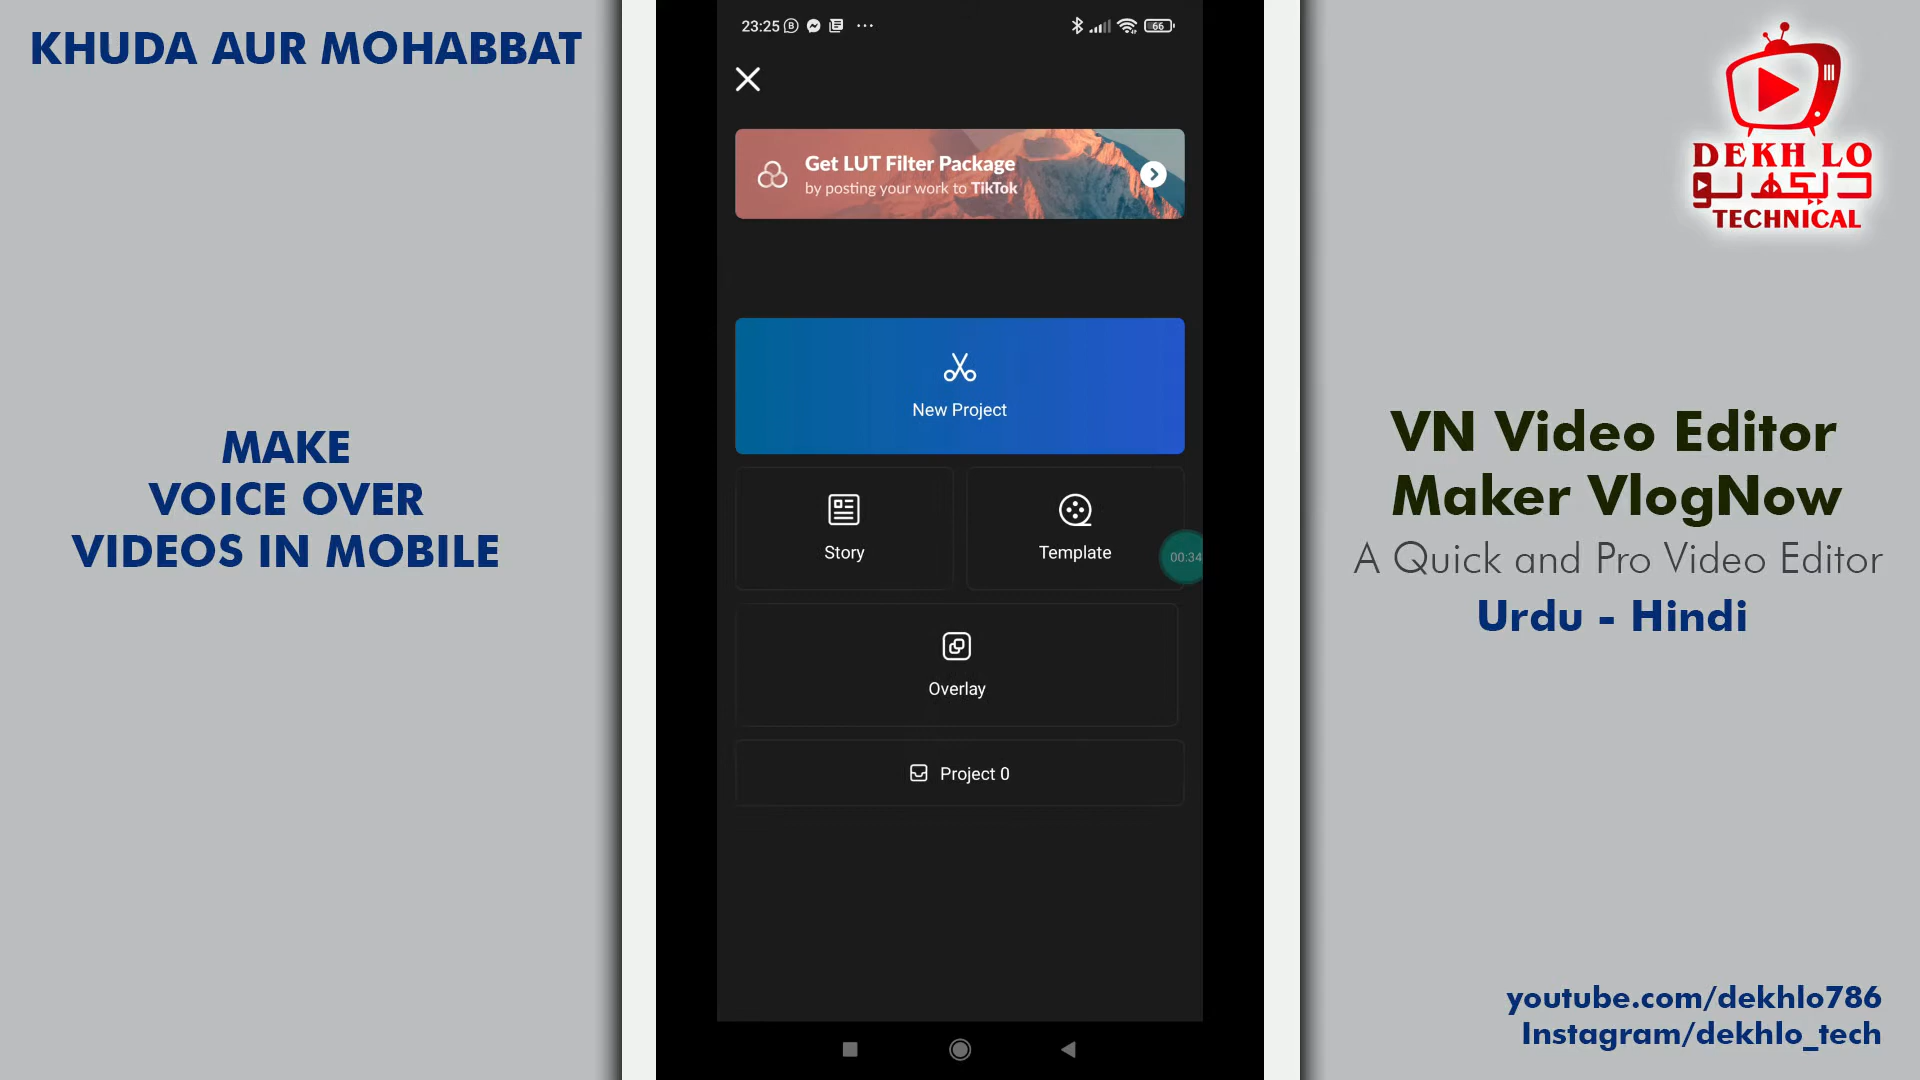 KHUDA AUR MOHABBAT
MAKE
VOICE OVER
VIDEOS IN MOBILE
23:25
66
Get LUT Filter Package
by posting your work to TikTok
New Project
Story
Template
00:34
Overlay
Project 0
DEKH LO
دیکھ لو
TECHNICAL
VN Video Editor
Maker VlogNow
A Quick and Pro Video Editor
Urdu - Hindi
youtube.com/dekhlo786
Instagram/dekhlo_tech